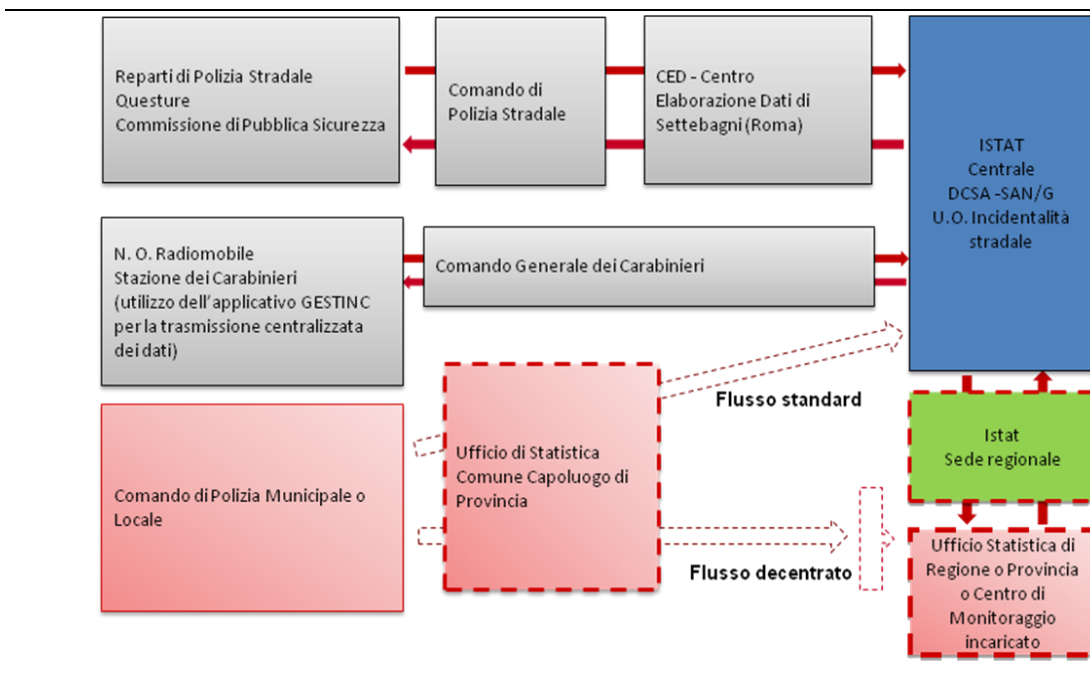 Reparti di Polizia Stradale
Questure
Commissione di Pubblica Sicurezza
Comando di
Polizia Stradale
CED - Centro
Elaborazione Dati di
Settebagni (Roma)
ISTAT
Centrale
DCSA -SAN/G
U.O. Incidentalità
stradale
N. O. Radiomobile
Stazione dei Carabinieri
(utilizzo dell'applicativo GESTINC
per la trasmissione centralizzata
dei dati)
Comando Generale dei Carabinieri
Flusso standard
Istat
Sede regionale
Comando di Polizia Municipale o
Locale
Ufficio di Statistica
Comune Capoluogo di
Provincia
Flusso decentrato
Ufficio Statistica di
Regione o Provincia
o Centro di
Monitoraggio
incaricato